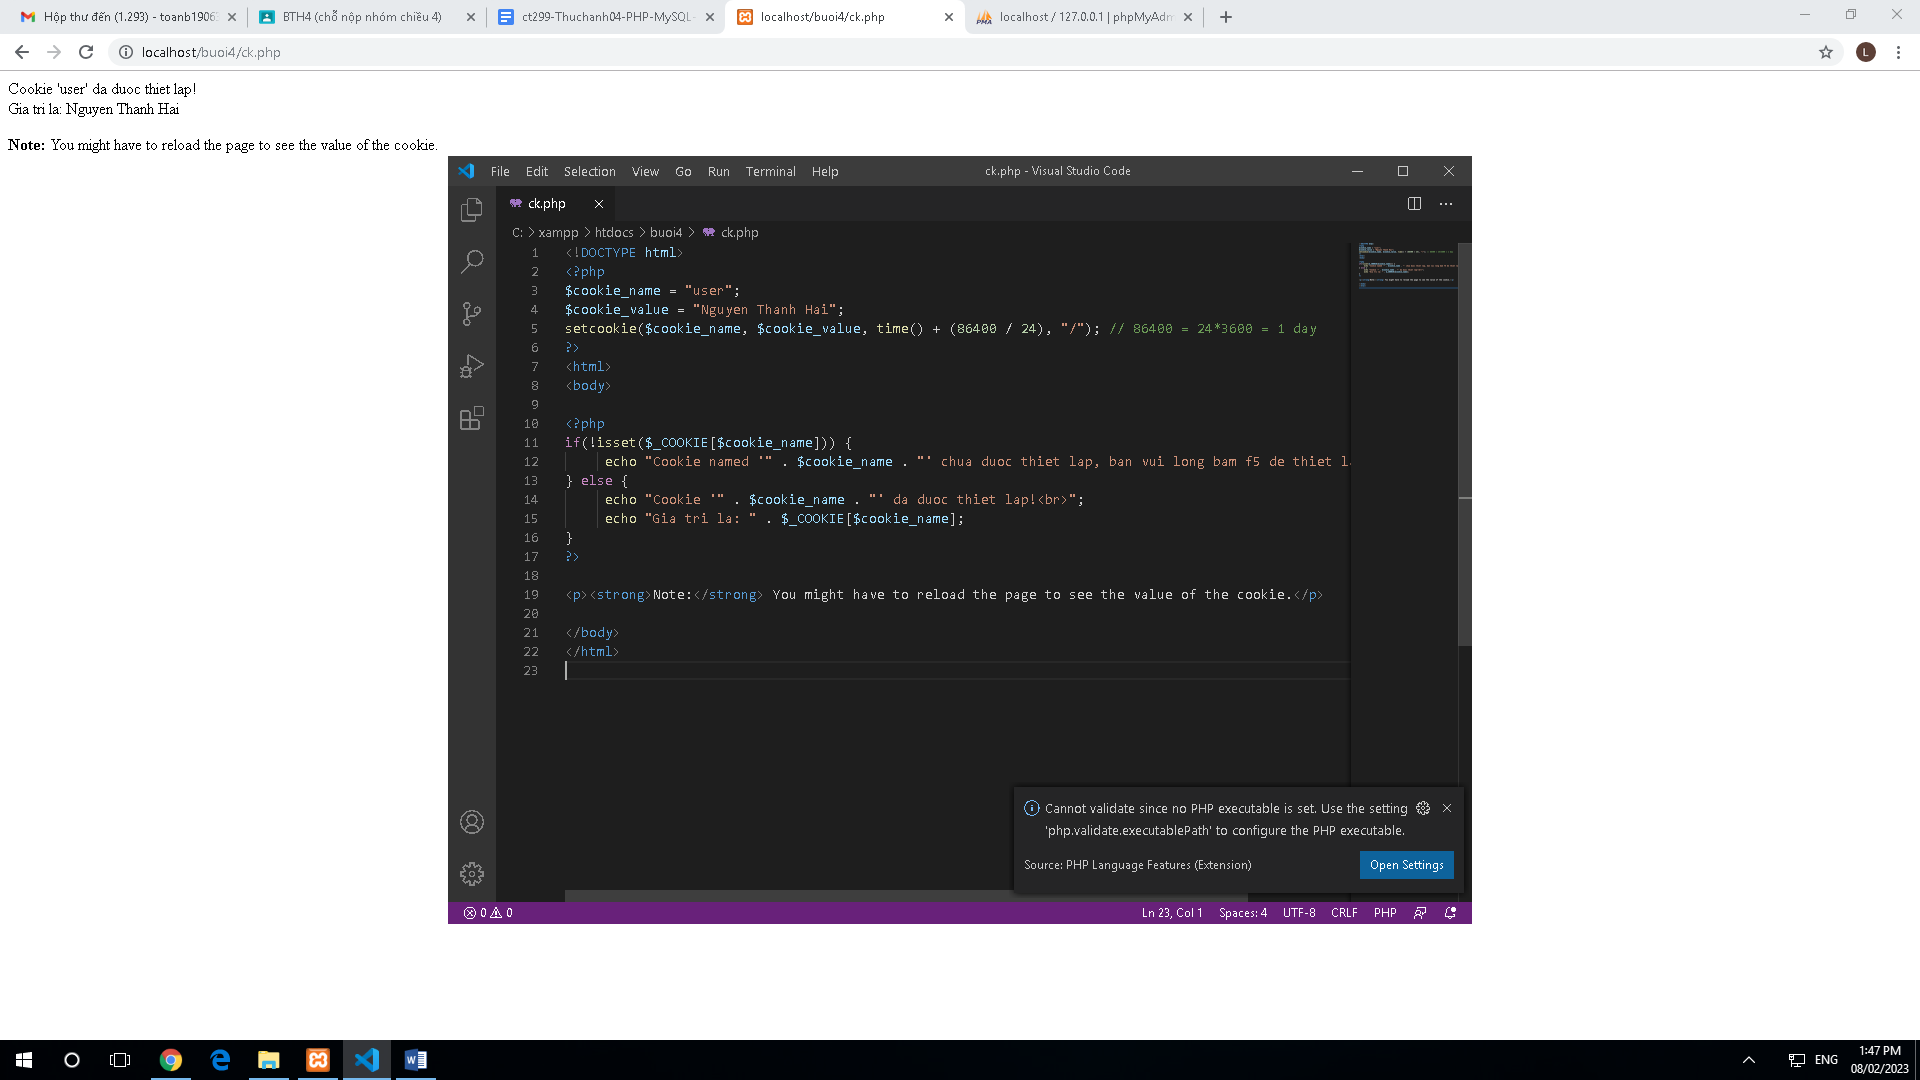 Hộp thư đến (1.293) - toanb1906
BTH4 (chỗ nộp nhóm chiều 4)
ct299-Thuchanh04-PHP-MySQL-
localhost/buoi4/ck.php
localhost / 127.0.0.1 | phpMyAdm
localhost/buoi4/ck.php
L
Cookie 'user' da duoc thiet lap!
Gia tri la: Nguyen Thanh Hai
Note: You might have to reload the page to see the value of the cookie.
File Edit Selection View Go Run Terminal Help
ck.php - Visual Studio Code
ck.php
C: > xampp > htdocs > buoi4 > ck.php
1 <!DOCTYPE html>
2 <?php
3 $cookie_name = "user";
4 $cookie_value = "Nguyen Thanh Hai";
5 setcookie($cookie_name, $cookie_value, time() + (86400 / 24), "/"); // 86400 = 24*3600 = 1 day
6 ?>
7 <html>
8 <body>
9
10 <?php
11 if(!isset($_COOKIE[$cookie_name])) {
12 echo "Cookie named '" . $cookie_name . "' chua duoc thiet lap, ban vui long bam f5 de thiet l
13 } else {
14 echo "Cookie '" . $cookie_name . "' da duoc thiet lap!<br>";
15 echo "Gia tri la: " . $_COOKIE[$cookie_name];
16 }
17 ?>
18
19 <p><strong>Note:</strong> You might have to reload the page to see the value of the cookie.</p>
20
21 </body>
22 </html>
23
Cannot validate since no PHP executable is set. Use the setting
'php.validate.executablePath' to configure the PHP executable.
Source: PHP Language Features (Extension)
Open Settings
0 0
Ln 23, Col 1 Spaces: 4 UTF-8 CRLF PHP
ENG
1:47 PM
08/02/2023